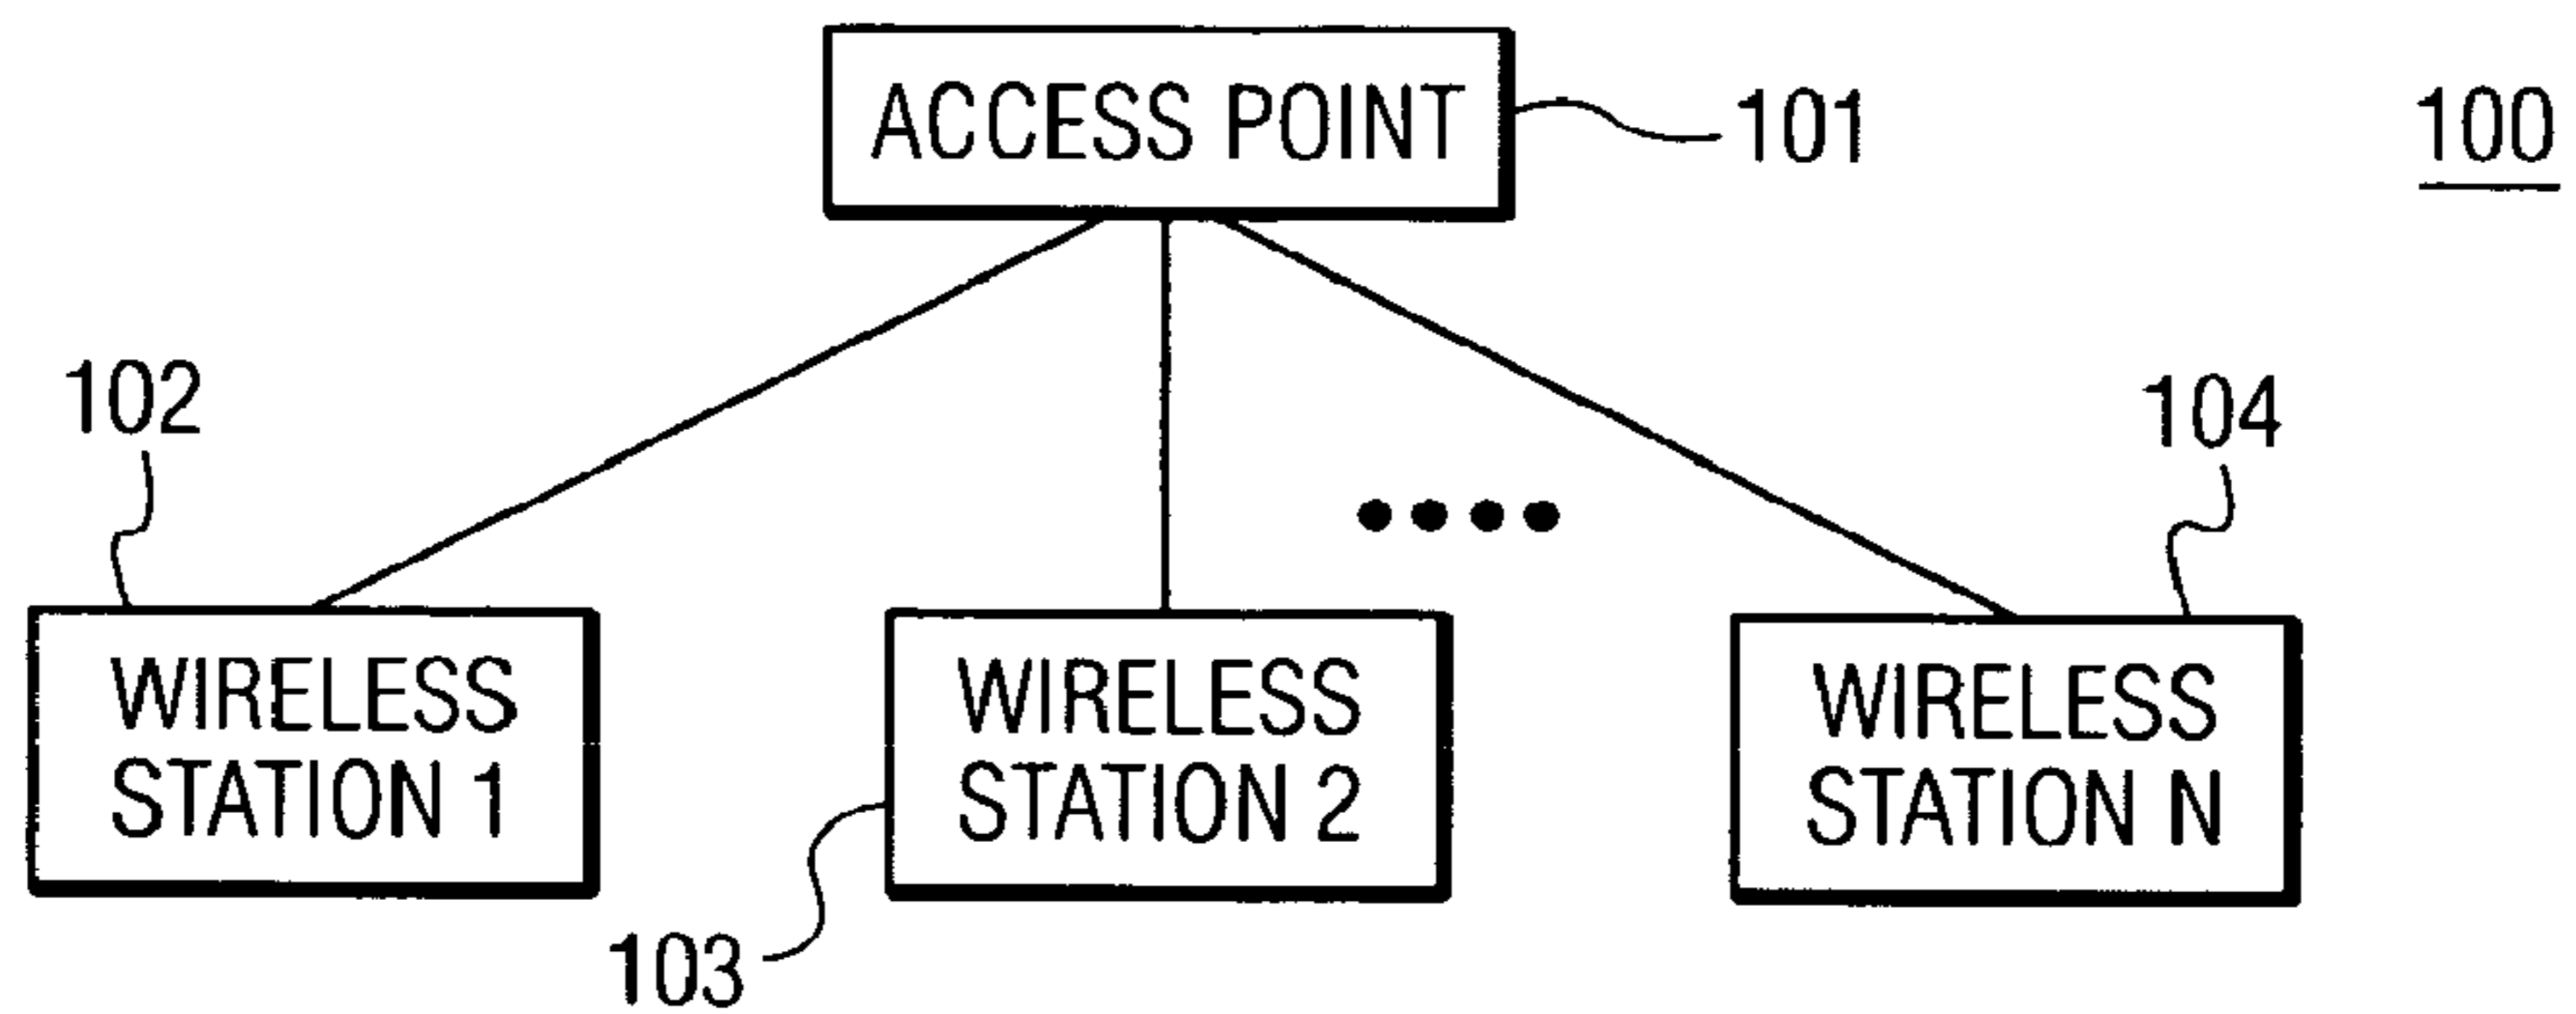 ACCESS POINT
101
100
102
104
WIRELESS
STATION 1
WIRELESS
STATION 2
WIRELESS
STATION N
103